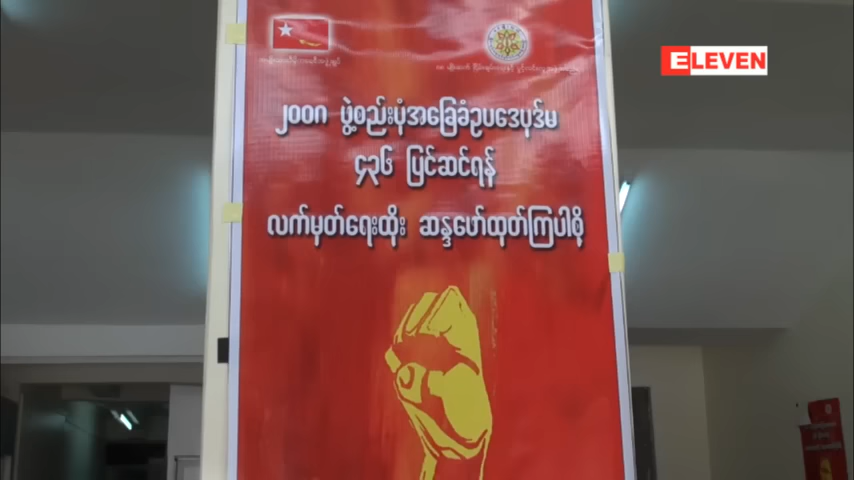 ELEVEN
၂၀၀၈ ဖွဲ့စည်းပုံအခြေခံဥပဒေပုဒ်မ
၄၃၆ ပြင်ဆင်ရန်
လက်မှတ်ရေးထိုး ဆန္ဒဖော်ထုတ်ကြပါစို့